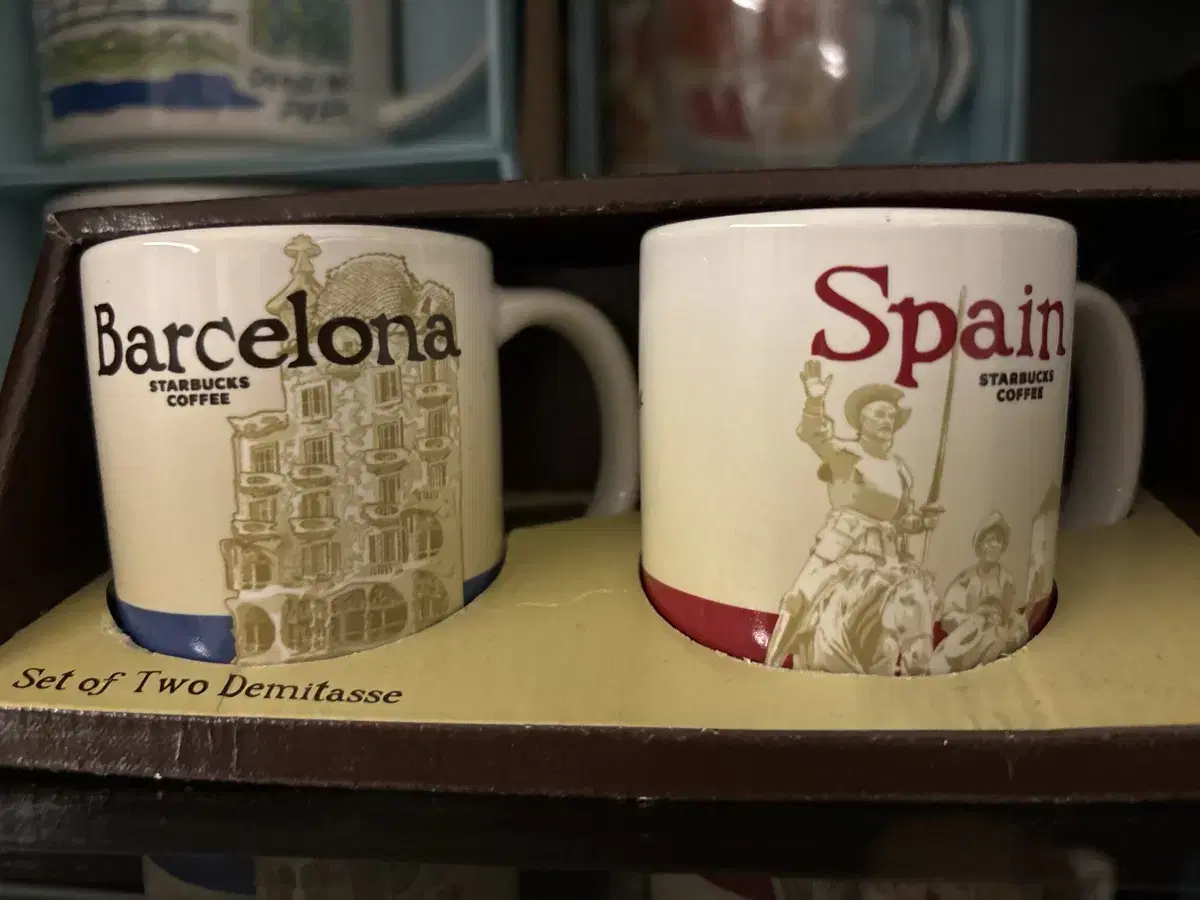 Barcelona
STARBUCKS
COFFEE
Spain
STARBUCKS
COFFEE
Set of Two Demitasse